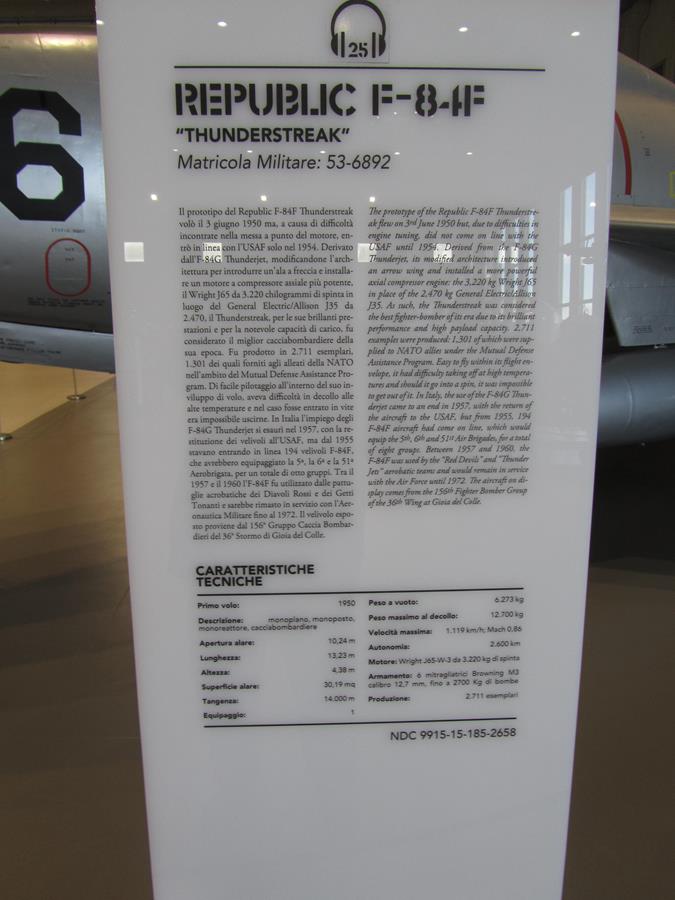 25
REPUBLIC F-84F
"THUNDERSTREAK"
Matricola Militare: 53-6892
Il prototipo del Republic F-84F Thunderstreak
volò il 3 giugno 1950 ma, a causa di difficoltà
incontrate nella messa a punto del motore, en-
trò in linea con l'USAF solo nel 1954. Derivato
dall'F-84G Thunderjet, modificandone l'arch-
itettura per introdurre un'ala a freccia e installa-
re un motore a compressore assiale più potente,
il Wright J65 da 3.220 chilogrammi di spinta in
luogo del General Electric/Allison J35 da
2.470, il Thunderstreak, per le sue brillanti pre-
stazioni e per la notevole capacità di carico, fu
considerato il miglior cacciabombardiere della
sua epoca. Fu prodotto in 2.711 esemplari,
1.301 dei quali forniti agli alleati della NATO
nell'ambito del Mutual Defense Assistance Pro-
gram. Di facile pilotaggio all'interno del suo in-
viluppo di volo, aveva difficoltà in decollo alle
alte temperature e nel caso fosse entrato in vite
era impossibile uscirne. In Italia l'impiego degli
F-84G Thunderjet si esaurì nel 1957, con la re-
stituzione dei velivoli all'USAF, ma dal 1955
stavano entrando in linea 194 velivoli F-84F,
che avrebbero equipaggiato la 5ª, la 6ª e la 51ª
Aerobrigata, per un totale di otto gruppi. Tra il
1957 e il 1960 l'F-84F fu utilizzato dalle pattu-
glie acrobatiche dei Diavoli Rossi e dei Getti
Tonanti e sarebbe rimasto in servizio con l'Aer-
onautica Militare fino al 1972. Il velivolo espo-
sto proviene dal 156° Gruppo Caccia Bombar-
dieri del 36° Stormo di Gioia del Colle.
The prototype of the Republic F-84F Thunderstre-
ak flew on 3rd June 1950 but, due to difficulties in
engine tuning, did not come on line with the
USAF until 1954. Derived from the F-84G
Thunderjet, its modified architecture introduced
an arrow wing and installed a more powerful
axial compressor engine: the 3.220 kg Wright J65
in place of the 2.470 kg General Electric/Allison
J35. As such, the Thunderstreak was considered
the best fighter-bomber of its era due to its brilliant
performance and high payload capacity. 2.711
examples were produced: 1.301 of which were sup-
plied to NATO allies under the Mutual Defense
Assistance Program. Easy to fly within its flight en-
velope, it had difficulty taking off at high tempera-
tures and should it go into a spin, it was impossible
to get out of it. In Italy, the use of the F-84G Thun-
derjet came to an end in 1957, with the return of
the aircraft to the USAF, but from 1955, 194
F-84F aircraft had come on line, which would
equip the 5th, 6th and 51st Air Brigades, for a total
of eight groups. Between 1957 and 1960, the
F-84F was used by the "Red Devils" and "Thunder
Jets" aerobatic teams and would remain in service
with the Air Force until 1972. The aircraft on di-
splay comes from the 156th Fighter Bomber Group
of the 36th Wing at Gioia del Colle.
CARATTERISTICHE
TECNICHE
Primo volo: 1950
Descrizione: monoplano, monoposto,
monoreattore, cacciabombardiere
Apertura alare: 10,24 m
Lunghezza: 13,23 m
Altezza: 4,38 m
Superficie alare: 30,19 mq
Tangenza: 14.000 m
Equipaggio: 1
Peso a vuoto: 6.273 kg
Peso massimo al decollo: 12.700 kg
Velocità massima: 1.119 km/h; Mach 0,86
Autonomia: 2.600 km
Motore: Wright J65-W-3 da 3.220 kg di spinta
Armamento: 6 mitragliatrici Browning M3
calibro 12,7 mm, fino a 2700 Kg di bombe
Produzione: 2.711 esemplari
NDC 9915-15-185-2658
6